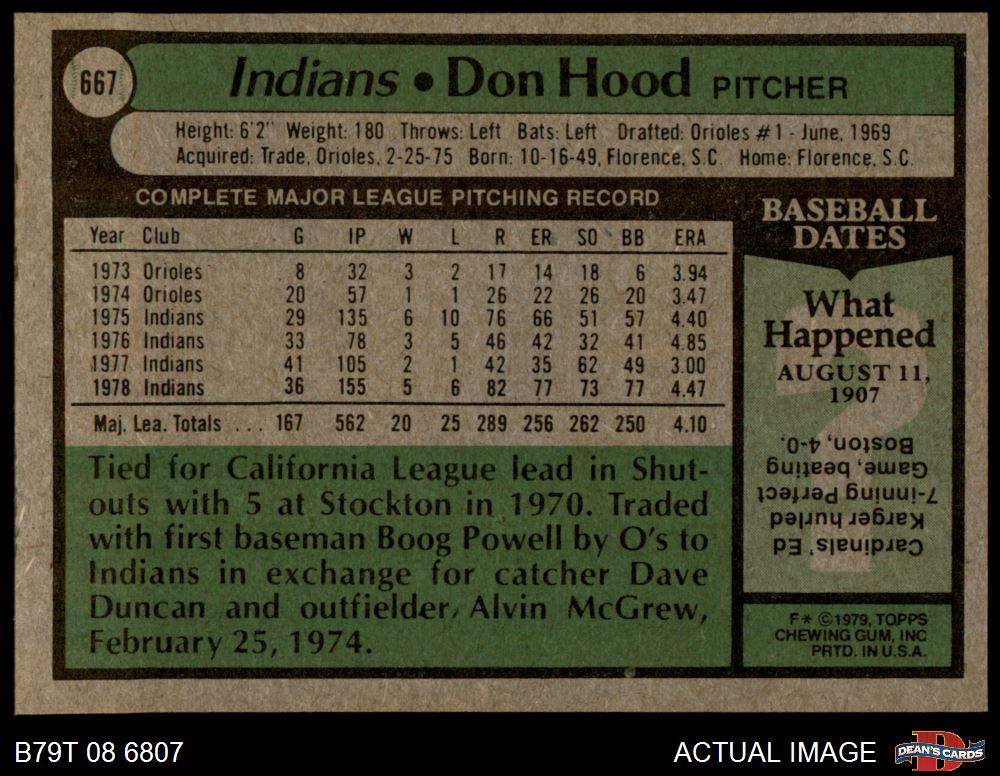 667
Indians • Don Hood PITCHER
Height: 6'2" Weight: 180 Throws: Left Bats: Left Drafted: Orioles #1 - June, 1969
Acquired: Trade, Orioles, 2-25-75 Born: 10-16-49, Florence, S.C. Home: Florence, S.C.
COMPLETE MAJOR LEAGUE PITCHING RECORD
Year Club G IP W L R ER SO BB ERA
1973 Orioles 8 32 3 2 17 14 18 6 3.94
1974 Orioles 20 57 1 1 26 22 26 20 3.47
1975 Indians 29 135 6 10 76 66 51 57 4.40
1976 Indians 33 78 3 5 46 42 32 41 4.85
1977 Indians 41 105 2 1 42 35 62 49 3.00
1978 Indians 36 155 5 6 82 77 73 77 4.47
Maj. Lea. Totals ... 167 562 20 25 289 256 262 250 4.10
Tied for California League lead in Shut-
outs with 5 at Stockton in 1970. Traded
with first baseman Boog Powell by O's to
Indians in exchange for catcher Dave
Duncan and outfielder, Alvin McGrew,
February 25, 1974.
BASEBALL
DATES
What
Happened
AUGUST 11,
1907
Cardinals' Ed
Karger hurled
7-inning Perfect
Game, beating
Boston, 4-0.
F* ©1979, TOPPS
CHEWING GUM, INC
PRTD. IN U.S.A.
B79T 08 6807
ACTUAL IMAGE
DEAN'S CARDS